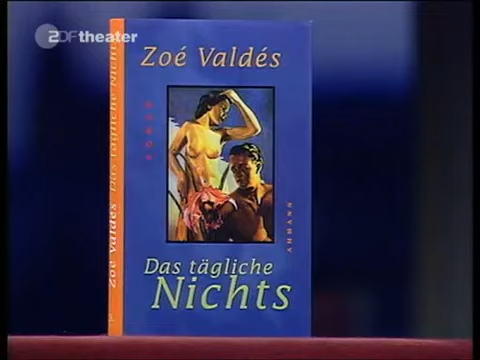 ZDFtheater
Zoé Valdés
ROMAN
AMMANN
Das tägliche
Nichts
Zoé Valdés Das tägliche Nichts